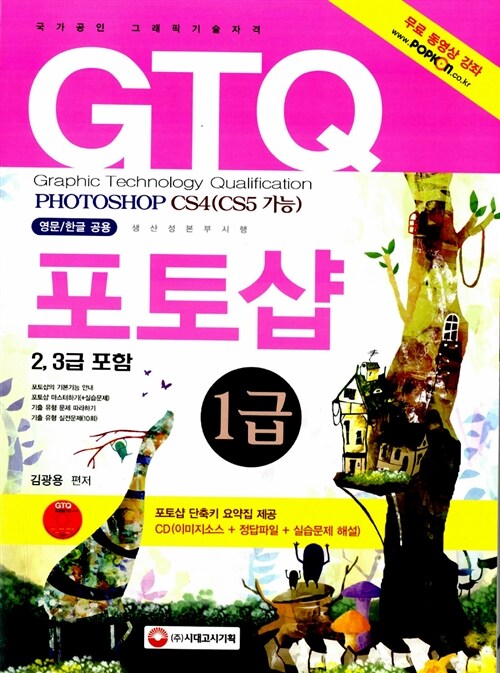 국가공인 그래픽기술자격
무료 동영상 강좌
www.POPKON.co.kr
GTQ
Graphic Technology Qualification
PHOTOSHOP CS4(CS5 가능)
영문/한글 공용
생산성본부시행
포토샵
2, 3급 포함
포토샵의 기본기능 안내
포토샵 마스터하기(+실습문제)
기출 유형 문제 따라하기
기출 유형 실전문제(10회)
1급
김광용 편저
GTQ
포토샵 단축키 요약집 제공
CD(이미지소스 + 정답파일 + 실습문제 해설)
(주)시대고시기획